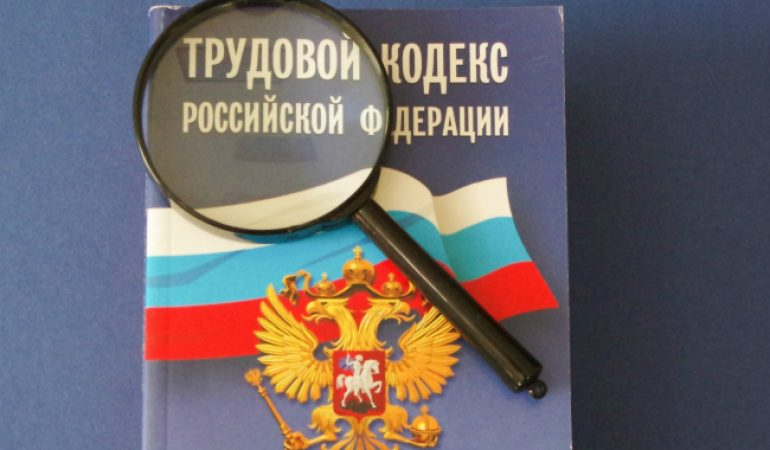 ТРУДОВОЙ КОДЕКС
РОССИЙСКОЙ ФЕДЕРАЦИИ